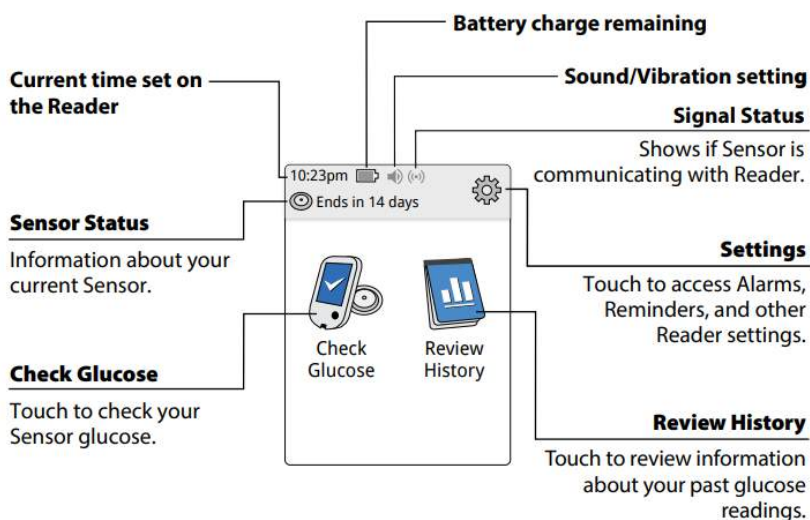 Battery charge remaining
Current time set on
the Reader
Sound/Vibration setting
Signal Status
Shows if Sensor is
communicating with Reader.
10:23pm
Ends in 14 days
Sensor Status
Information about your
current Sensor.
Settings
Touch to access Alarms,
Reminders, and other
Reader settings.
Check
Glucose
Review
History
Check Glucose
Touch to check your
Sensor glucose.
Review History
Touch to review information
about your past glucose
readings.